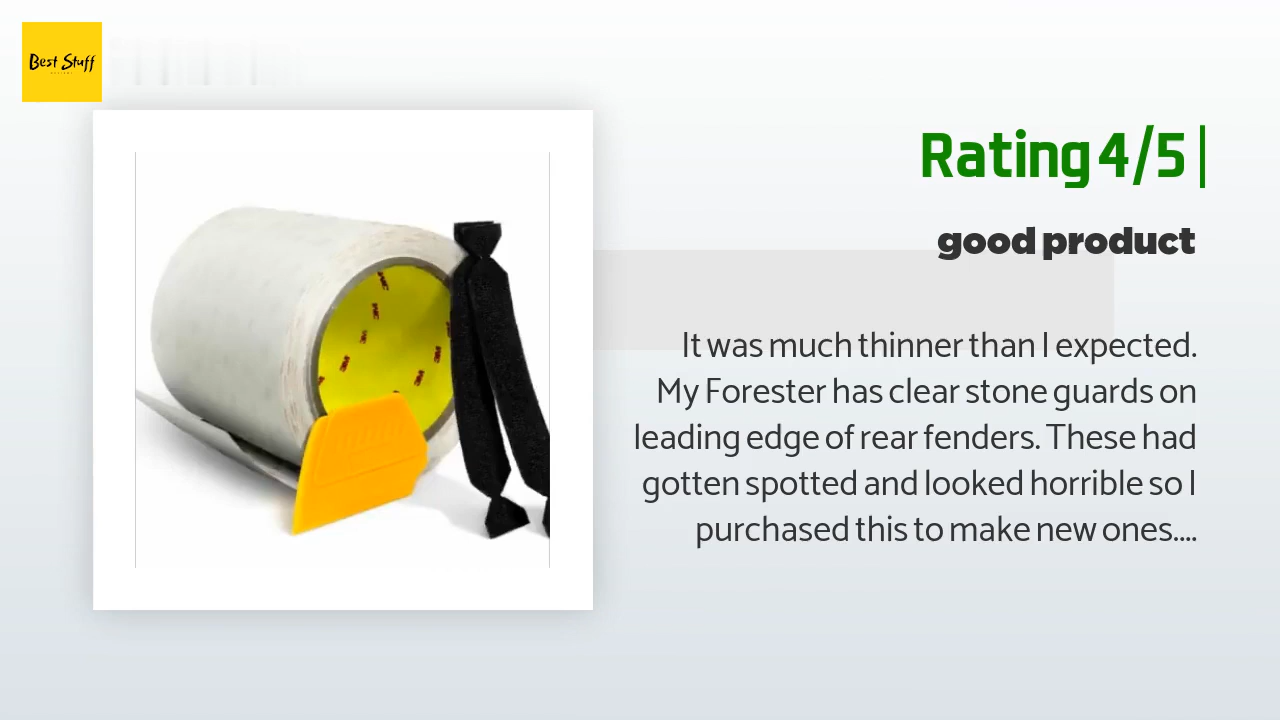 Best Stuff
Rating 4/5 |
good product
It was much thinner than I expected.
My Forester has clear stone guards on
leading edge of rear fenders. These had
gotten spotted and looked horrible so I
purchased this to make new ones....